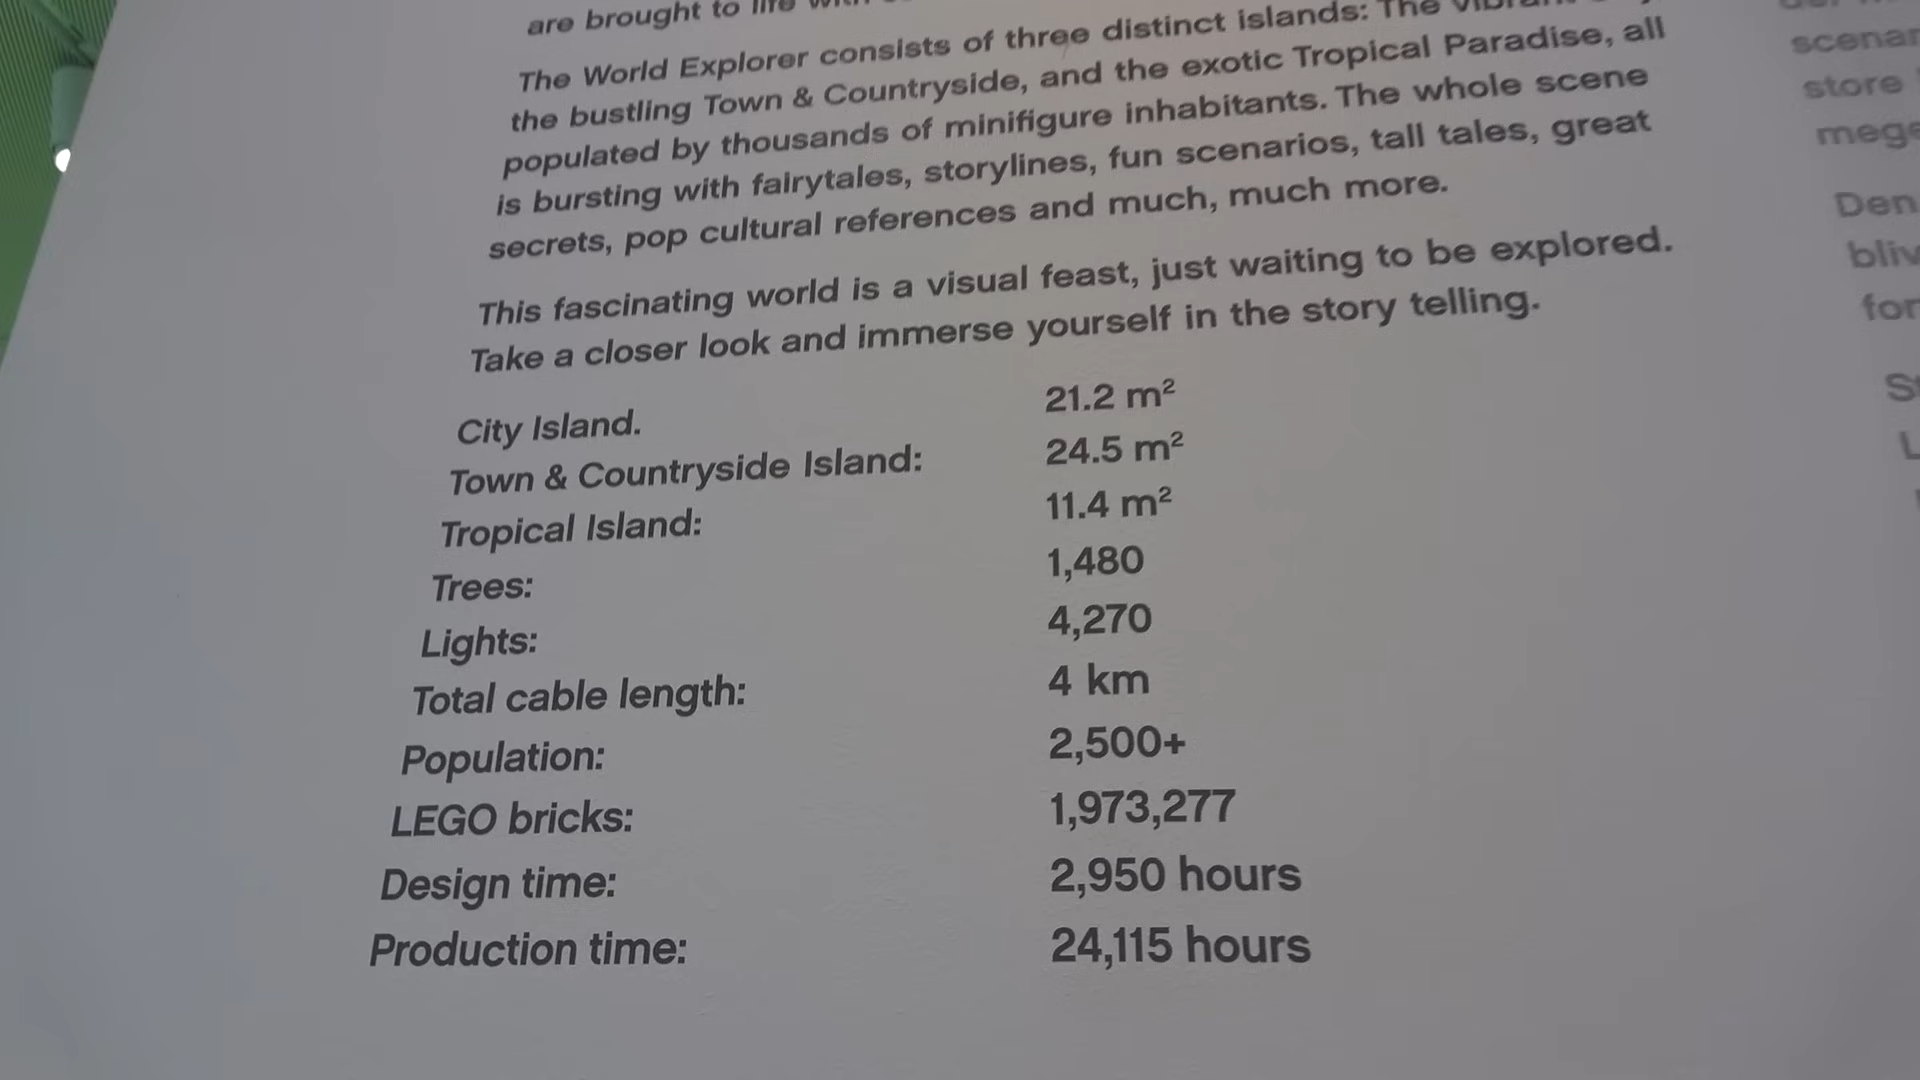 are brought to life
The World Explorer consists of three distinct islands: The vibrant
the bustling Town & Countryside, and the exotic Tropical Paradise, all
populated by thousands of minifigure inhabitants. The whole scene
is bursting with fairytales, storylines, fun scenarios, tall tales, great
secrets, pop cultural references and much, much more.
This fascinating world is a visual feast, just waiting to be explored.
Take a closer look and immerse yourself in the story telling.
City Island. 21.2 m²
Town & Countryside Island: 24.5 m²
Tropical Island: 11.4 m²
Trees: 1,480
Lights: 4,270
Total cable length: 4 km
Population: 2,500+
LEGO bricks: 1,973,277
Design time: 2,950 hours
Production time: 24,115 hours
store
Den
for